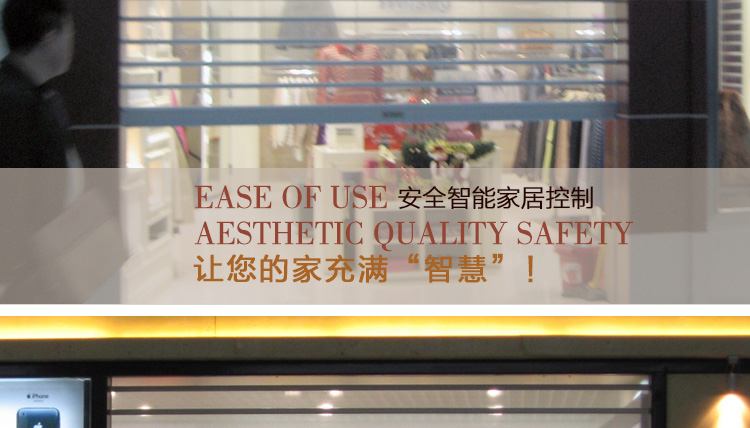 EASE OF USE 安全智能家居控制
AESTHETIC QUALITY SAFETY
让您的家充满“智慧”！
iPhone